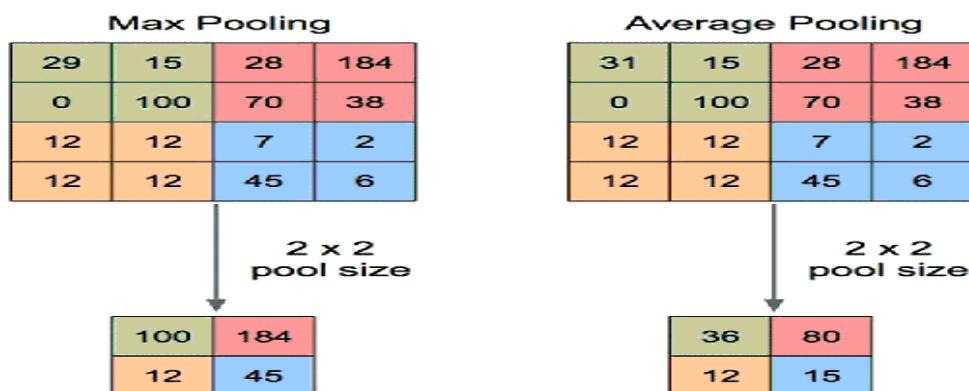 Max Pooling
29 15 28 184
0 100 70 38
12 12 7 2
12 12 45 6
2 x 2
pool size
100 184
12 45
Average Pooling
31 15 28 184
0 100 70 38
12 12 7 2
12 12 45 6
2 x 2
pool size
36 80
12 15